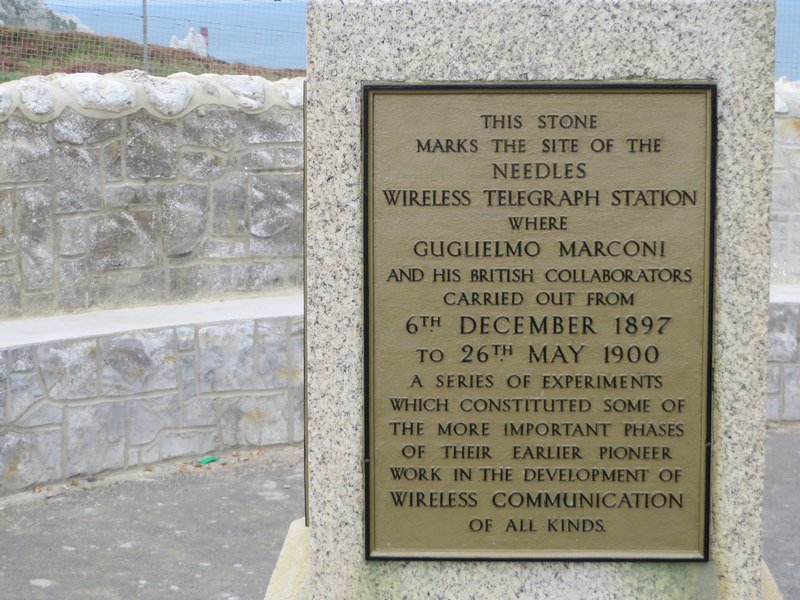 THIS STONE
MARKS THE SITE OF THE
NEEDLES
WIRELESS TELEGRAPH STATION
WHERE
GUGLIELMO MARCONI
AND HIS BRITISH COLLABORATORS
CARRIED OUT FROM
6TH DECEMBER 1897
TO 26TH MAY 1900
A SERIES OF EXPERIMENTS
WHICH CONSTITUTED SOME OF
THE MORE IMPORTANT PHASES
OF THEIR EARLIER PIONEER
WORK IN THE DEVELOPMENT OF
WIRELESS COMMUNICATION
OF ALL KINDS.